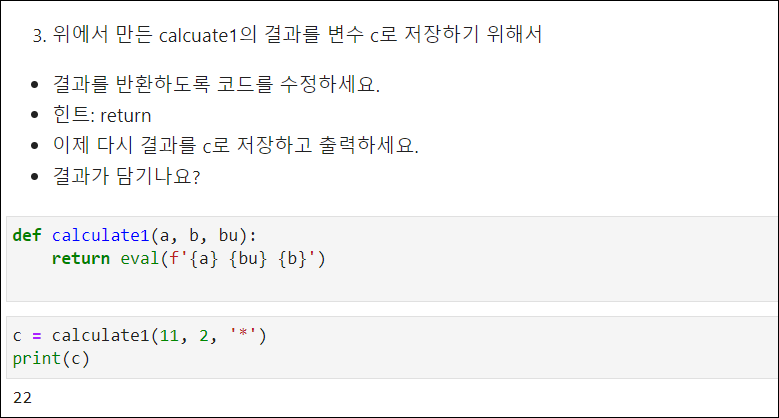 3. 위에서 만든 calcuate1의 결과를 변수 c로 저장하기 위해서
• 결과를 반환하도록 코드를 수정하세요.
• 힌트: return
• 이제 다시 결과를 c로 저장하고 출력하세요.
• 결과가 담기나요?
def calculate1(a, b, bu):
    return eval(f'{a} {bu} {b}')
c = calculate1(11, 2, '*')
print(c)
22